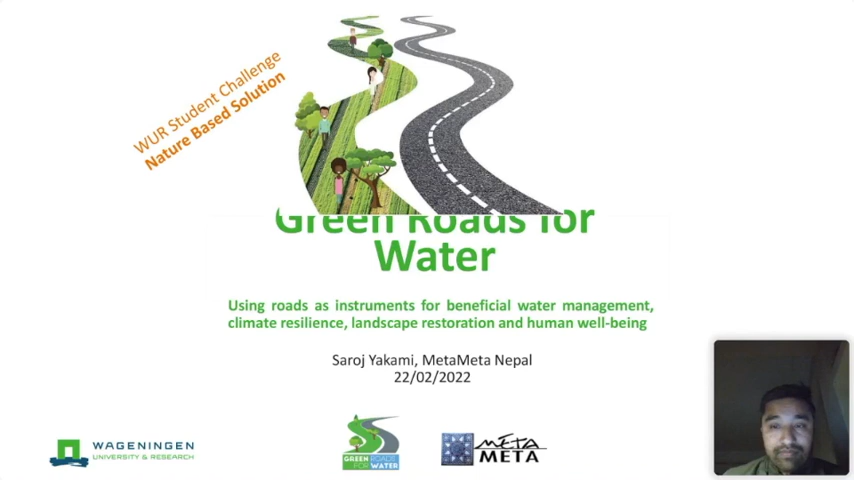 WUR Student Challenge
Nature Based Solution
Green Roads for
Water
Using roads as instruments for beneficial water management,
climate resilience, landscape restoration and human well-being
Saroj Yakami, MetaMeta Nepal
22/02/2022
WAGENINGEN
UNIVERSITY & RESEARCH
GREEN ROADS
FOR WATER
META
META